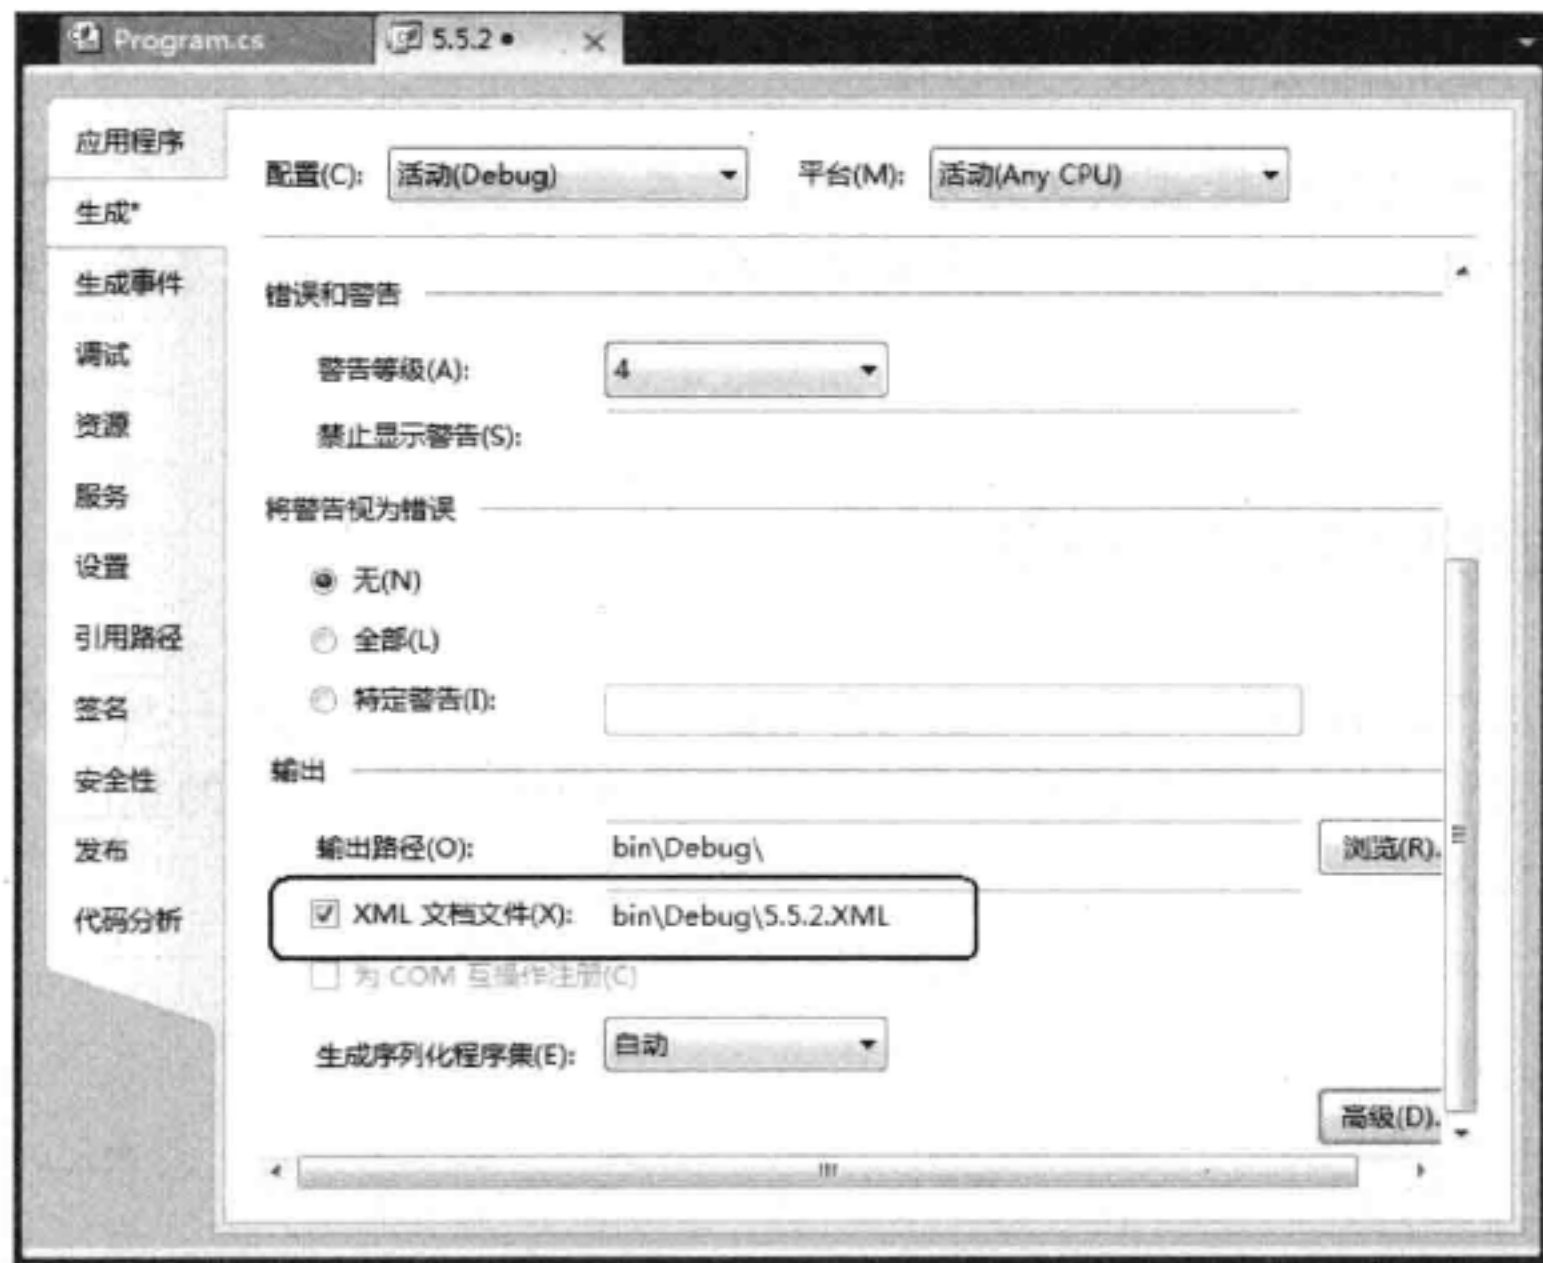 Program.cs
5.5.2
应用程序
生成*
生成事件
调试
资源
服务
设置
引用路径
签名
安全性
发布
代码分析
配置(C): 活动(Debug) 平台(M): 活动(Any CPU)
错误和警告
警告等级(A): 4
禁止显示警告(S):
将警告视为错误
无(N)
全部(L)
特定警告(I):
输出
输出路径(O): bin\Debug\ 浏览(R).
XML 文档文件(X): bin\Debug\5.5.2.XML
为 COM 互操作注册(C)
生成序列化程序集(E): 自动
高级(D).